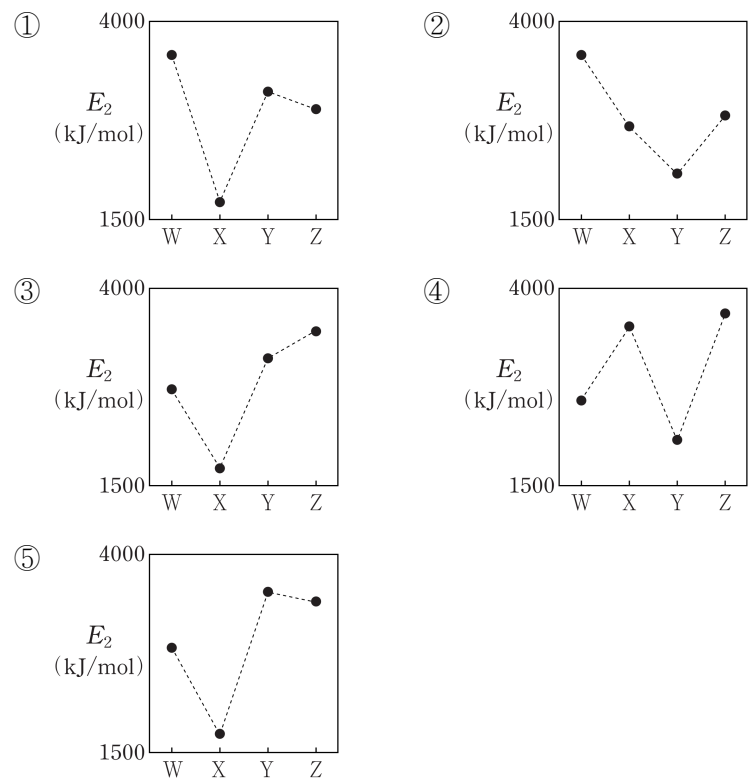 ① 4000
E₂
(kJ/mol)
1500
W X Y Z
② 4000
E₂
(kJ/mol)
1500
W X Y Z
③ 4000
E₂
(kJ/mol)
1500
W X Y Z
④ 4000
E₂
(kJ/mol)
1500
W X Y Z
⑤ 4000
E₂
(kJ/mol)
1500
W X Y Z